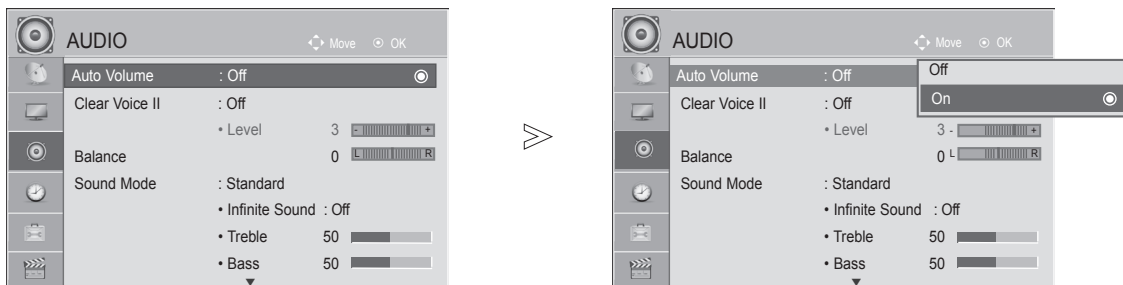 AUDIO
Move OK
Auto Volume : Off
Clear Voice II : Off
• Level 3 - +
Balance 0 L R
Sound Mode : Standard
• Infinite Sound : Off
• Treble 50
• Bass 50
AUDIO
Move OK
Auto Volume : Off
Off
On
Clear Voice II : Off
• Level 3 - +
Balance 0 L R
Sound Mode : Standard
• Infinite Sound : Off
• Treble 50
• Bass 50